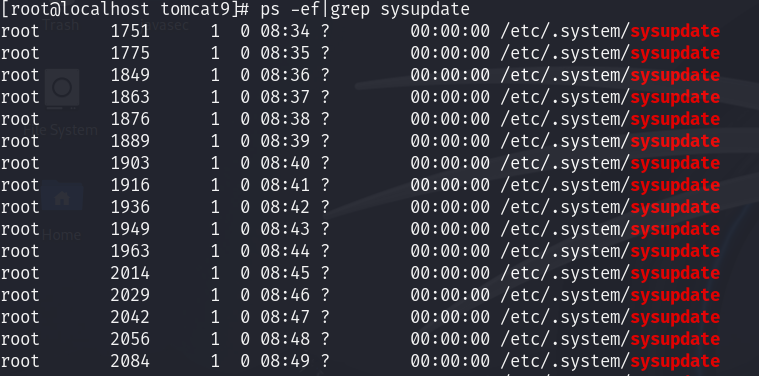 [root@localhost tomcat9]# ps -ef|grep sysupdate
root 1751 1 0 08:34 ? 00:00:00 /etc/.system/sysupdate
root 1775 1 0 08:35 ? 00:00:00 /etc/.system/sysupdate
root 1849 1 0 08:36 ? 00:00:00 /etc/.system/sysupdate
root 1863 1 0 08:37 ? 00:00:00 /etc/.system/sysupdate
root 1876 1 0 08:38 ? 00:00:00 /etc/.system/sysupdate
root 1889 1 0 08:39 ? 00:00:00 /etc/.system/sysupdate
root 1903 1 0 08:40 ? 00:00:00 /etc/.system/sysupdate
root 1916 1 0 08:41 ? 00:00:00 /etc/.system/sysupdate
root 1936 1 0 08:42 ? 00:00:00 /etc/.system/sysupdate
root 1949 1 0 08:43 ? 00:00:00 /etc/.system/sysupdate
root 1963 1 0 08:44 ? 00:00:00 /etc/.system/sysupdate
root 2014 1 0 08:45 ? 00:00:00 /etc/.system/sysupdate
root 2029 1 0 08:46 ? 00:00:00 /etc/.system/sysupdate
root 2042 1 0 08:47 ? 00:00:00 /etc/.system/sysupdate
root 2056 1 0 08:48 ? 00:00:00 /etc/.system/sysupdate
root 2084 1 0 08:49 ? 00:00:00 /etc/.system/sysupdate
Trash
File System
Home